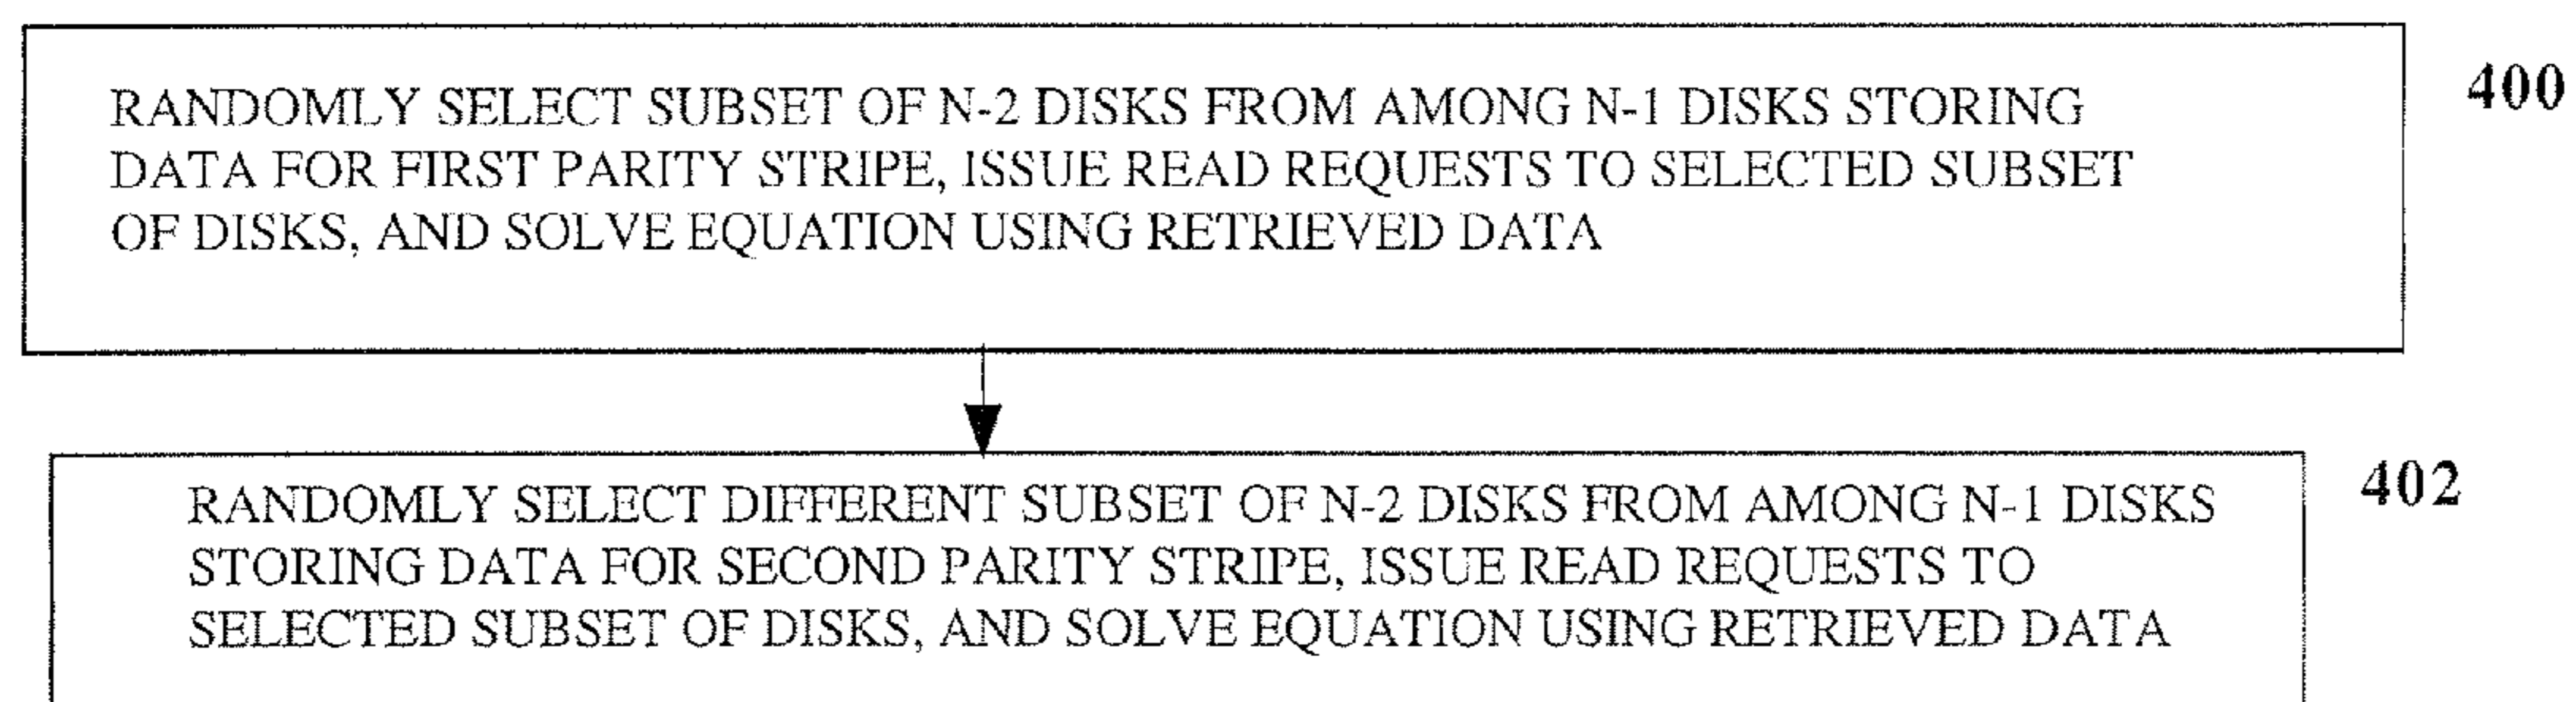 RANDOMLY SELECT SUBSET OF N-2 DISKS FROM AMONG N-1 DISKS STORING
DATA FOR FIRST PARITY STRIPE, ISSUE READ REQUESTS TO SELECTED SUBSET
OF DISKS, AND SOLVE EQUATION USING RETRIEVED DATA
400
RANDOMLY SELECT DIFFERENT SUBSET OF N-2 DISKS FROM AMONG N-1 DISKS
STORING DATA FOR SECOND PARITY STRIPE, ISSUE READ REQUESTS TO
SELECTED SUBSET OF DISKS, AND SOLVE EQUATION USING RETRIEVED DATA
402